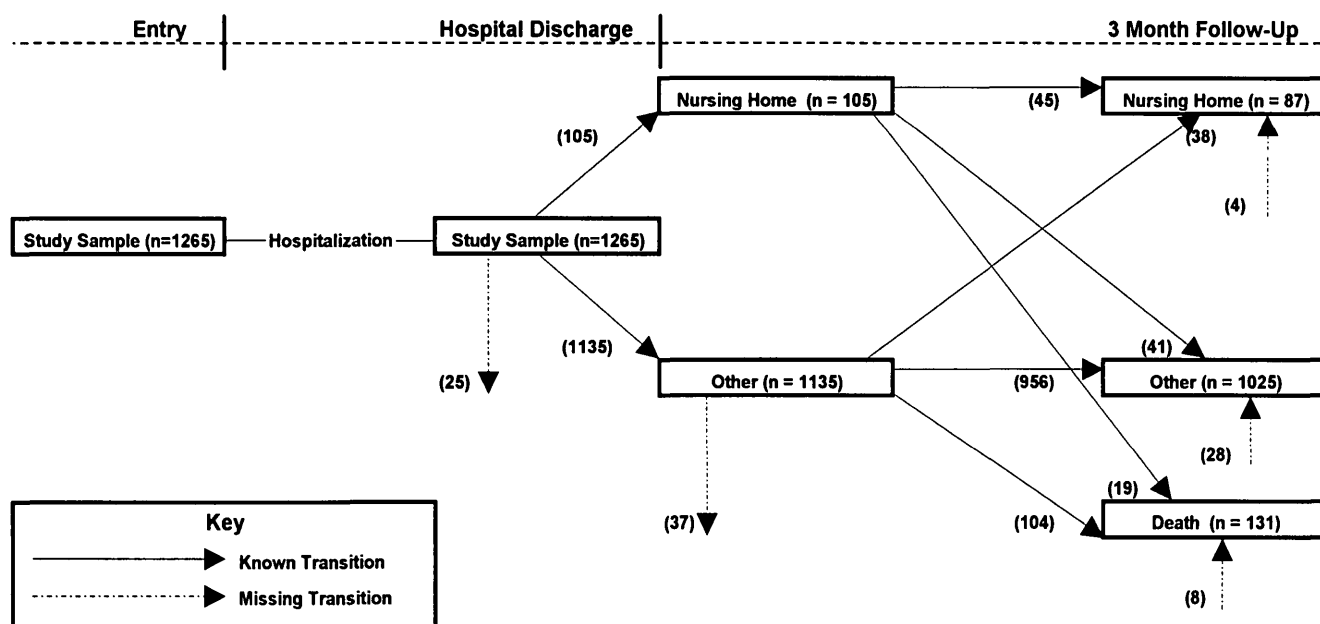 Entry
Hospital Discharge
3 Month Follow-Up
Nursing Home (n = 105)
(45)
Nursing Home (n = 87)
(105)
(38)
(4)
Study Sample (n=1265)
Hospitalization
Study Sample (n=1265)
(1135)
(41)
(25)
Other (n = 1135)
(956)
Other (n = 1025)
(28)
(19)
(37)
(104)
Death (n = 131)
(8)
Key
Known Transition
Missing Transition